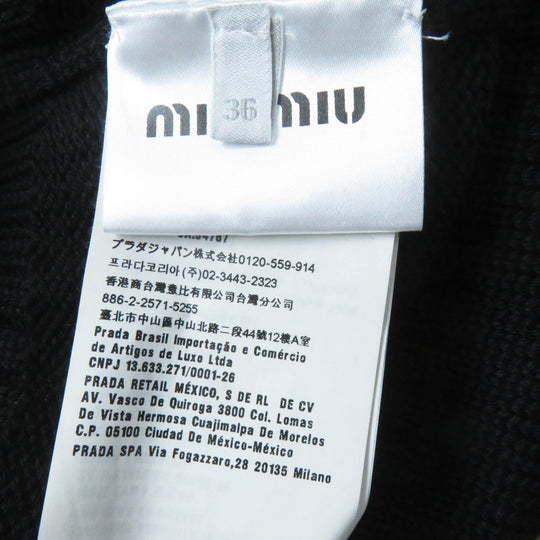 36
MIU MIU
プラダジャパン株式会社0120-559-914
프라다코리아(주)02-3443-2323
香港商台灣意比有限公司台灣分公司
886-2-2571-5255
臺北市中山區中山北路二段44號12樓A室
Prada Brasil Importação e Comércio
de Artigos de Luxo Ltda
CNPJ 13.633.271/0001-26
PRADA RETAIL MÉXICO, S DE RL DE CV
AV. Vasco De Quiroga 3800 Col. Lomas
De Vista Hermosa Cuajimalpa De Morelos
C.P. 05100 Ciudad De México-México
PRADA SPA Via Fogazzaro,28 20135 Milano